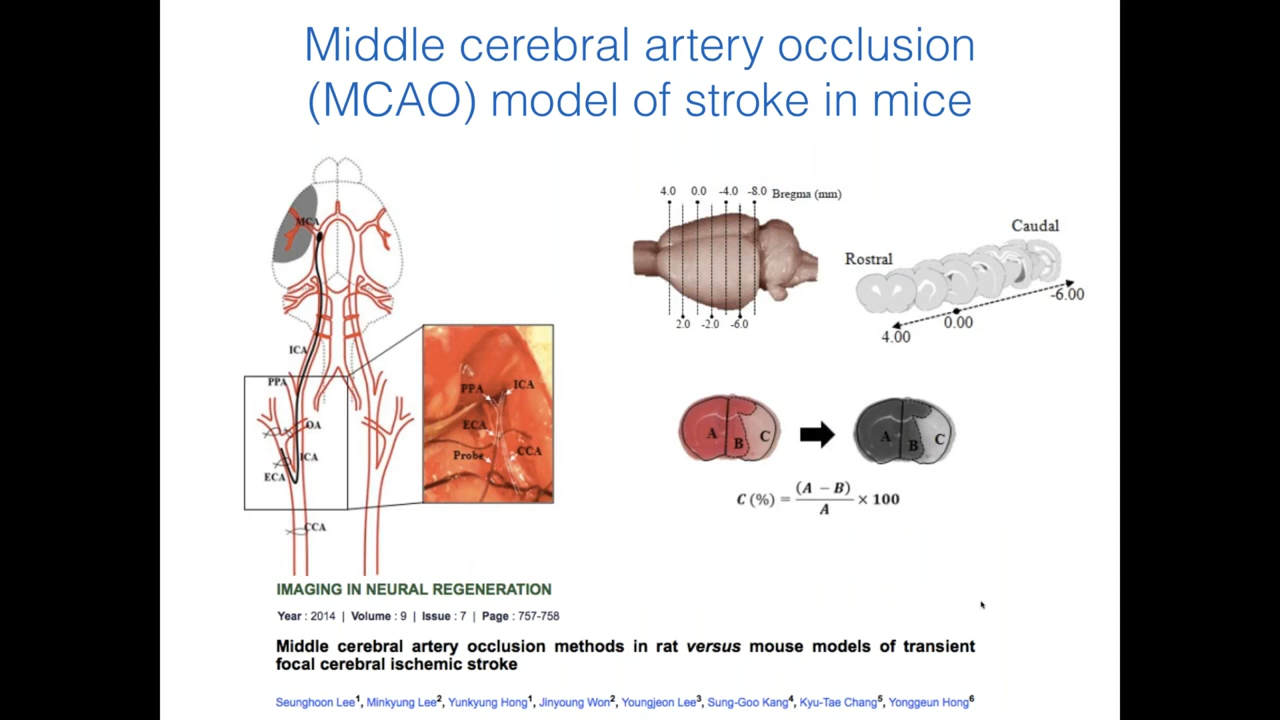 Middle cerebral artery occlusion
(MCAO) model of stroke in mice
MCA
ICA
PPA
OA
ICA
ECA
CCA
PPA
ICA
ECA
CCA
Probe
4.0 0.0 -4.0 -8.0 Bregma (mm)
2.0 -2.0 -6.0
Caudal
Rostral
-6.00
0.00
4.00
A B C
A B C
C (%) = (A - B) / A × 100
IMAGING IN NEURAL REGENERATION
Year : 2014 | Volume : 9 | Issue : 7 | Page : 757-758
Middle cerebral artery occlusion methods in rat versus mouse models of transient
focal cerebral ischemic stroke
Seunghoon Lee1, Minkyung Lee2, Yunkyung Hong1, Jinyoung Won2, Youngjeon Lee3, Sung-Goo Kang4, Kyu-Tae Chang5, Yonggeun Hong6